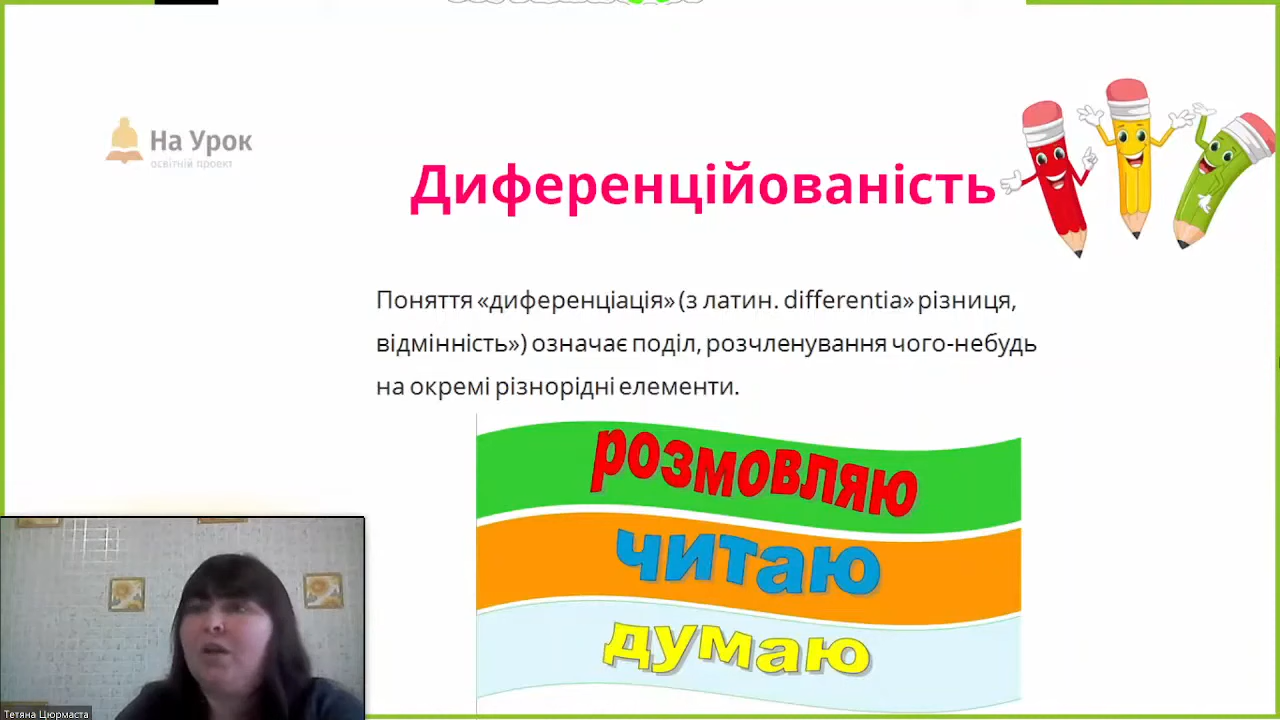 На Урок
освітній проект
Диференційованість
Поняття «диференціація» (з латин. differentia» різниця,
відмінність») означає поділ, розчленування чого-небудь
на окремі різнорідні елементи.
розмовляю
читаю
думаю
Тетяна Цюрмаста